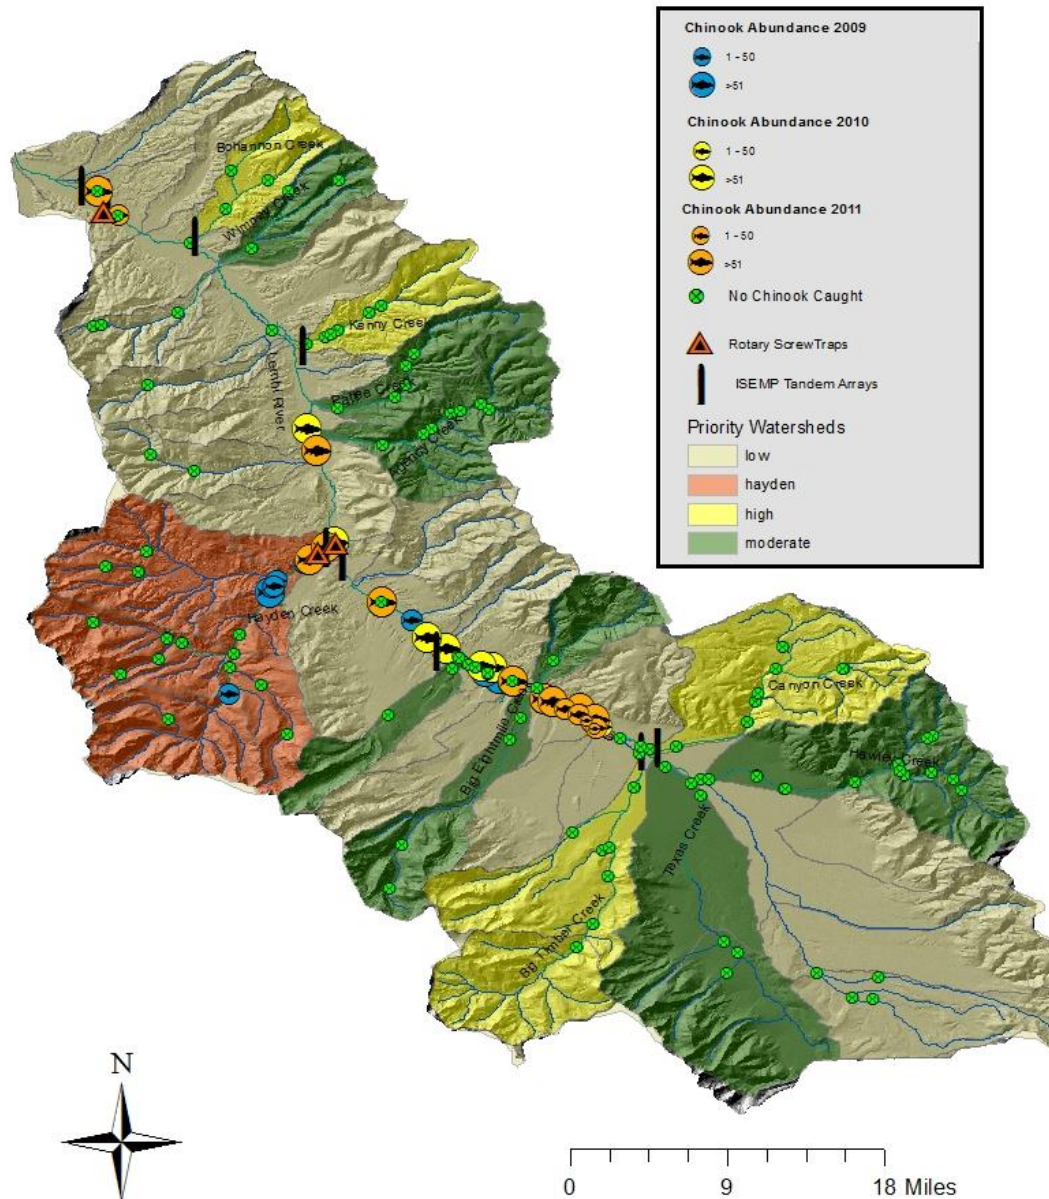 Chinook Abundance 2009
1 - 50
>51
Chinook Abundance 2010
1 - 50
>51
Chinook Abundance 2011
1 - 50
>51
No Chinook Caught
Rotary ScrewTraps
ISEMP Tandem Arrays
Priority Watersheds
low
hayden
high
moderate
Bohannon Creek
Wimpey Creek
Kenny Creek
Lemhi River
Pattee Creek
Agency Creek
Hayden Creek
Canyon Creek
Big Eightmile Creek
Hawley Creek
Texas Creek
Big Timber Creek
N
0 9 18 Miles